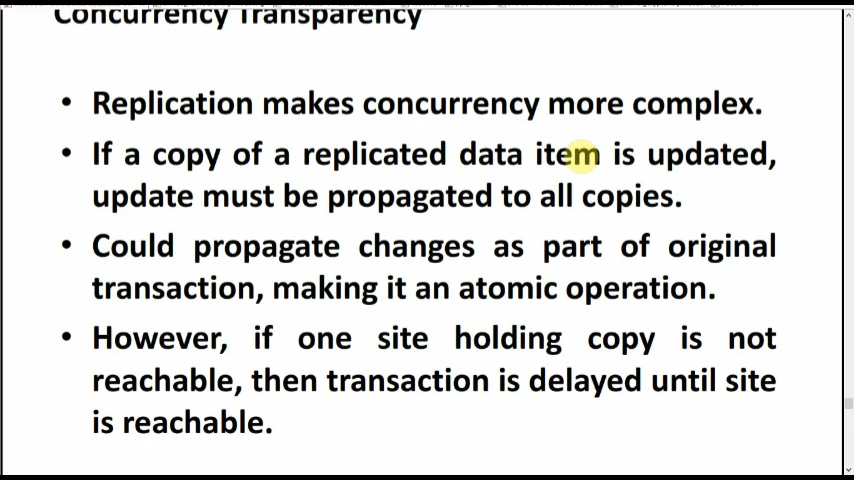 Concurrency Transparency
• Replication makes concurrency more complex.
• If a copy of a replicated data item is updated,
update must be propagated to all copies.
• Could propagate changes as part of original
transaction, making it an atomic operation.
• However, if one site holding copy is not
reachable, then transaction is delayed until site
is reachable.